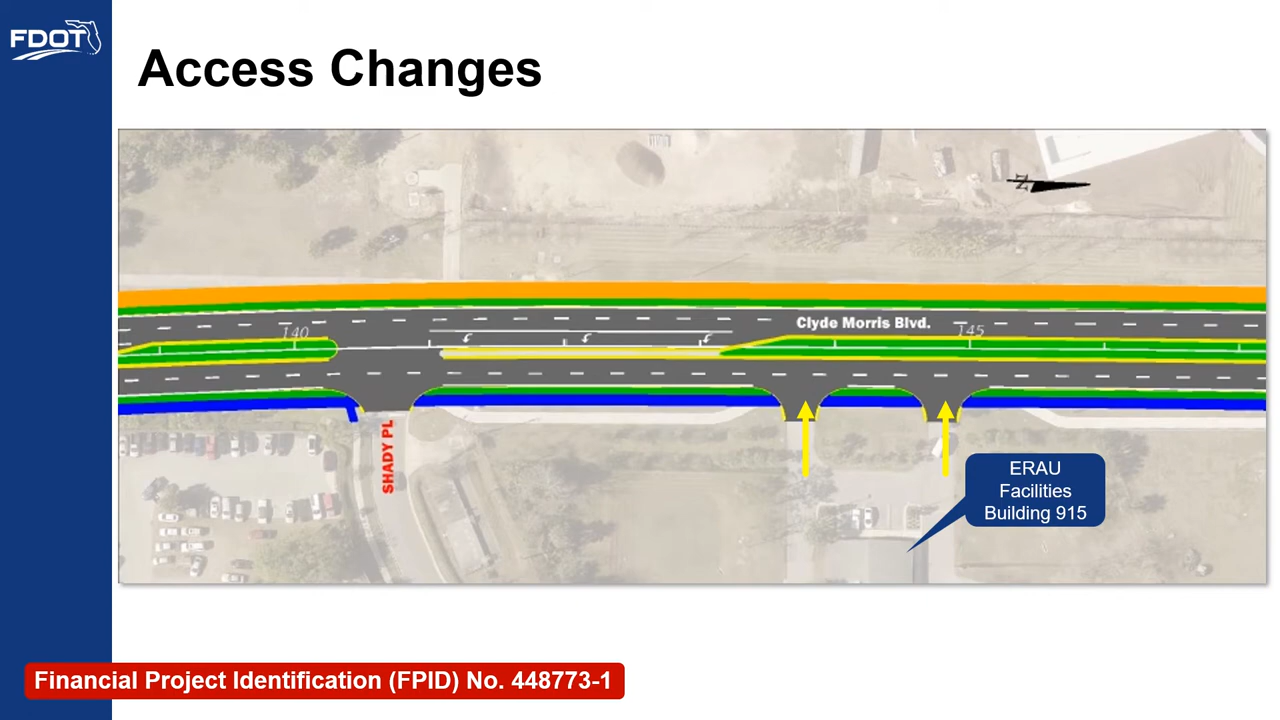 FDOT
Access Changes
140
Clyde Morris Blvd.
145
SHADY PL
ERAU
Facilities
Building 915
Financial Project Identification (FPID) No. 448773-1